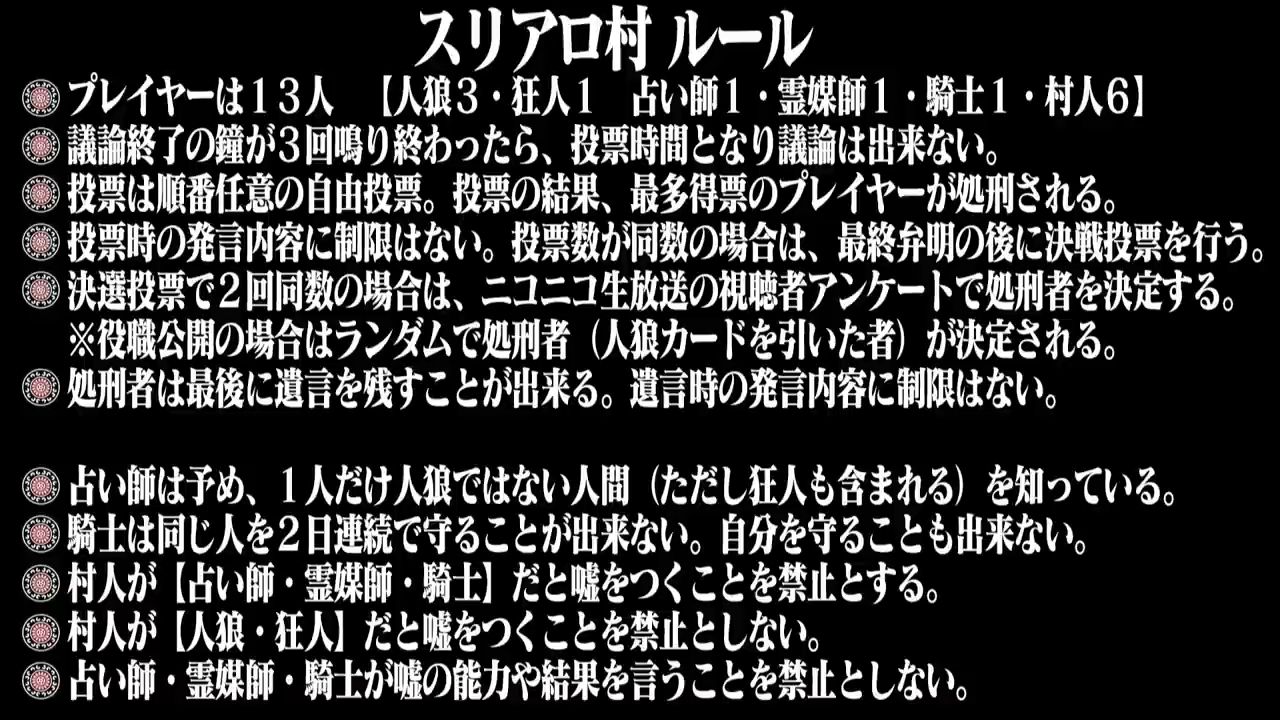 スリアロ村 ルール
プレイヤーは１３人　【人狼３・狂人１　占い師１・霊媒師１・騎士１・村人６】
議論終了の鐘が３回鳴り終わったら、投票時間となり議論は出来ない。
投票は順番任意の自由投票。投票の結果、最多得票のプレイヤーが処刑される。
投票時の発言内容に制限はない。投票数が同数の場合は、最終弁明の後に決戦投票を行う。
決選投票で２回同数の場合は、ニコニコ生放送の視聴者アンケートで処刑者を決定する。
※役職公開の場合はランダムで処刑者（人狼カードを引いた者）が決定される。
処刑者は最後に遺言を残すことが出来る。遺言時の発言内容に制限はない。
占い師は予め、１人だけ人狼ではない人間（ただし狂人も含まれる）を知っている。
騎士は同じ人を２日連続で守ることが出来ない。自分を守ることも出来ない。
村人が【占い師・霊媒師・騎士】だと嘘をつくことを禁止とする。
村人が【人狼・狂人】だと嘘をつくことを禁止としない。
占い師・霊媒師・騎士が嘘の能力や結果を言うことを禁止としない。